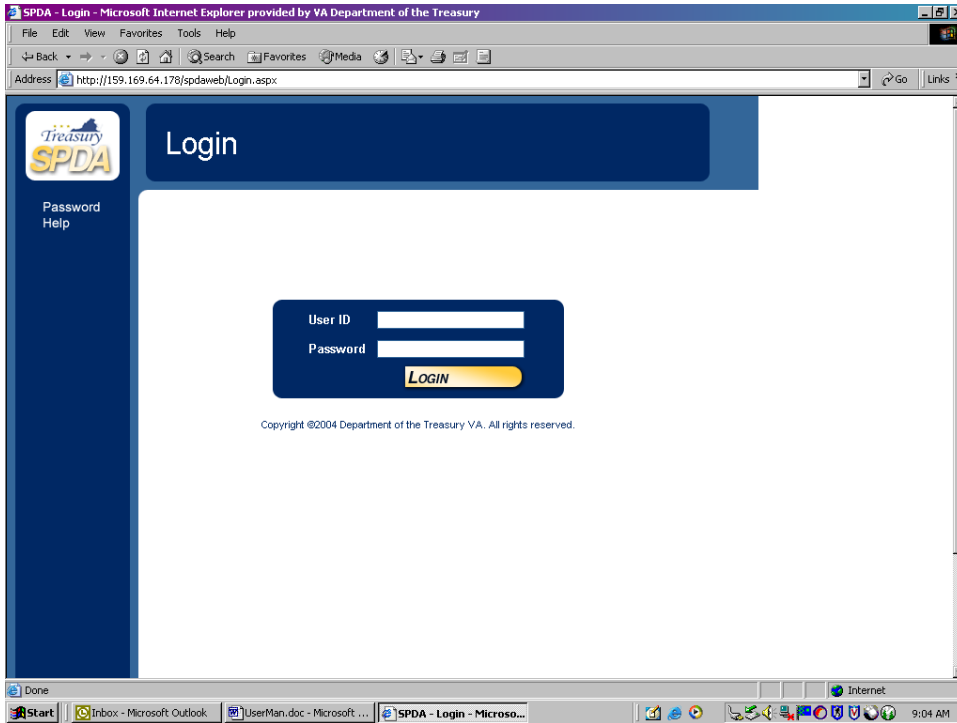 SPDA - Login - Microsoft Internet Explorer provided by VA Department of the Treasury
File Edit View Favorites Tools Help
Back Search Favorites Media
Address http://159.169.64.178/spdaweb/Login.aspx Go Links
Treasury
SPDA
Login
Password
Help
User ID
Password
LOGIN
Copyright ©2004 Department of the Treasury VA. All rights reserved.
Done Internet
Start Inbox - Microsoft Outlook UserMan.doc - Microsoft ... SPDA - Login - Microso... 9:04 AM